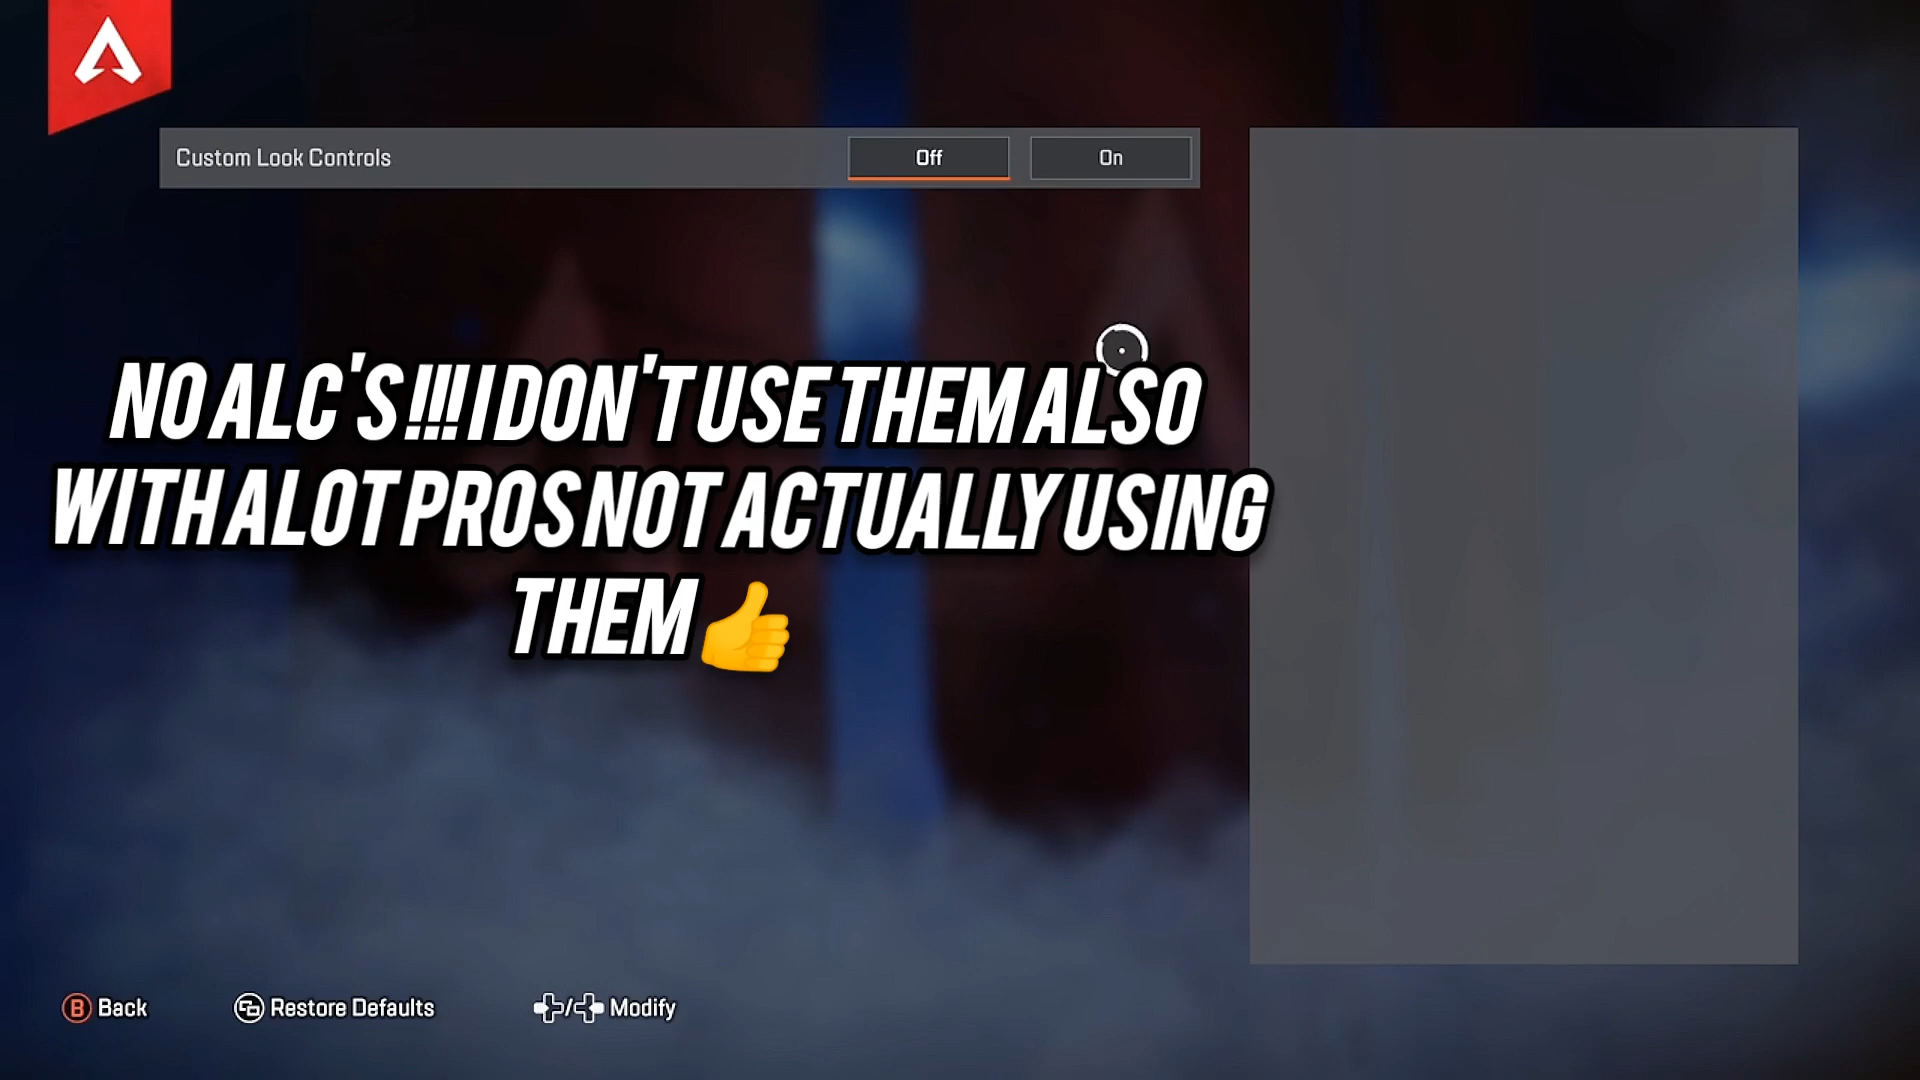 Custom Look Controls Off On
NO ALC'S !!! I DON'T USE THEM ALSO
WITH A LOT PROS NOT ACTUALLY USING
THEM 👍
B Back Restore Defaults / Modify